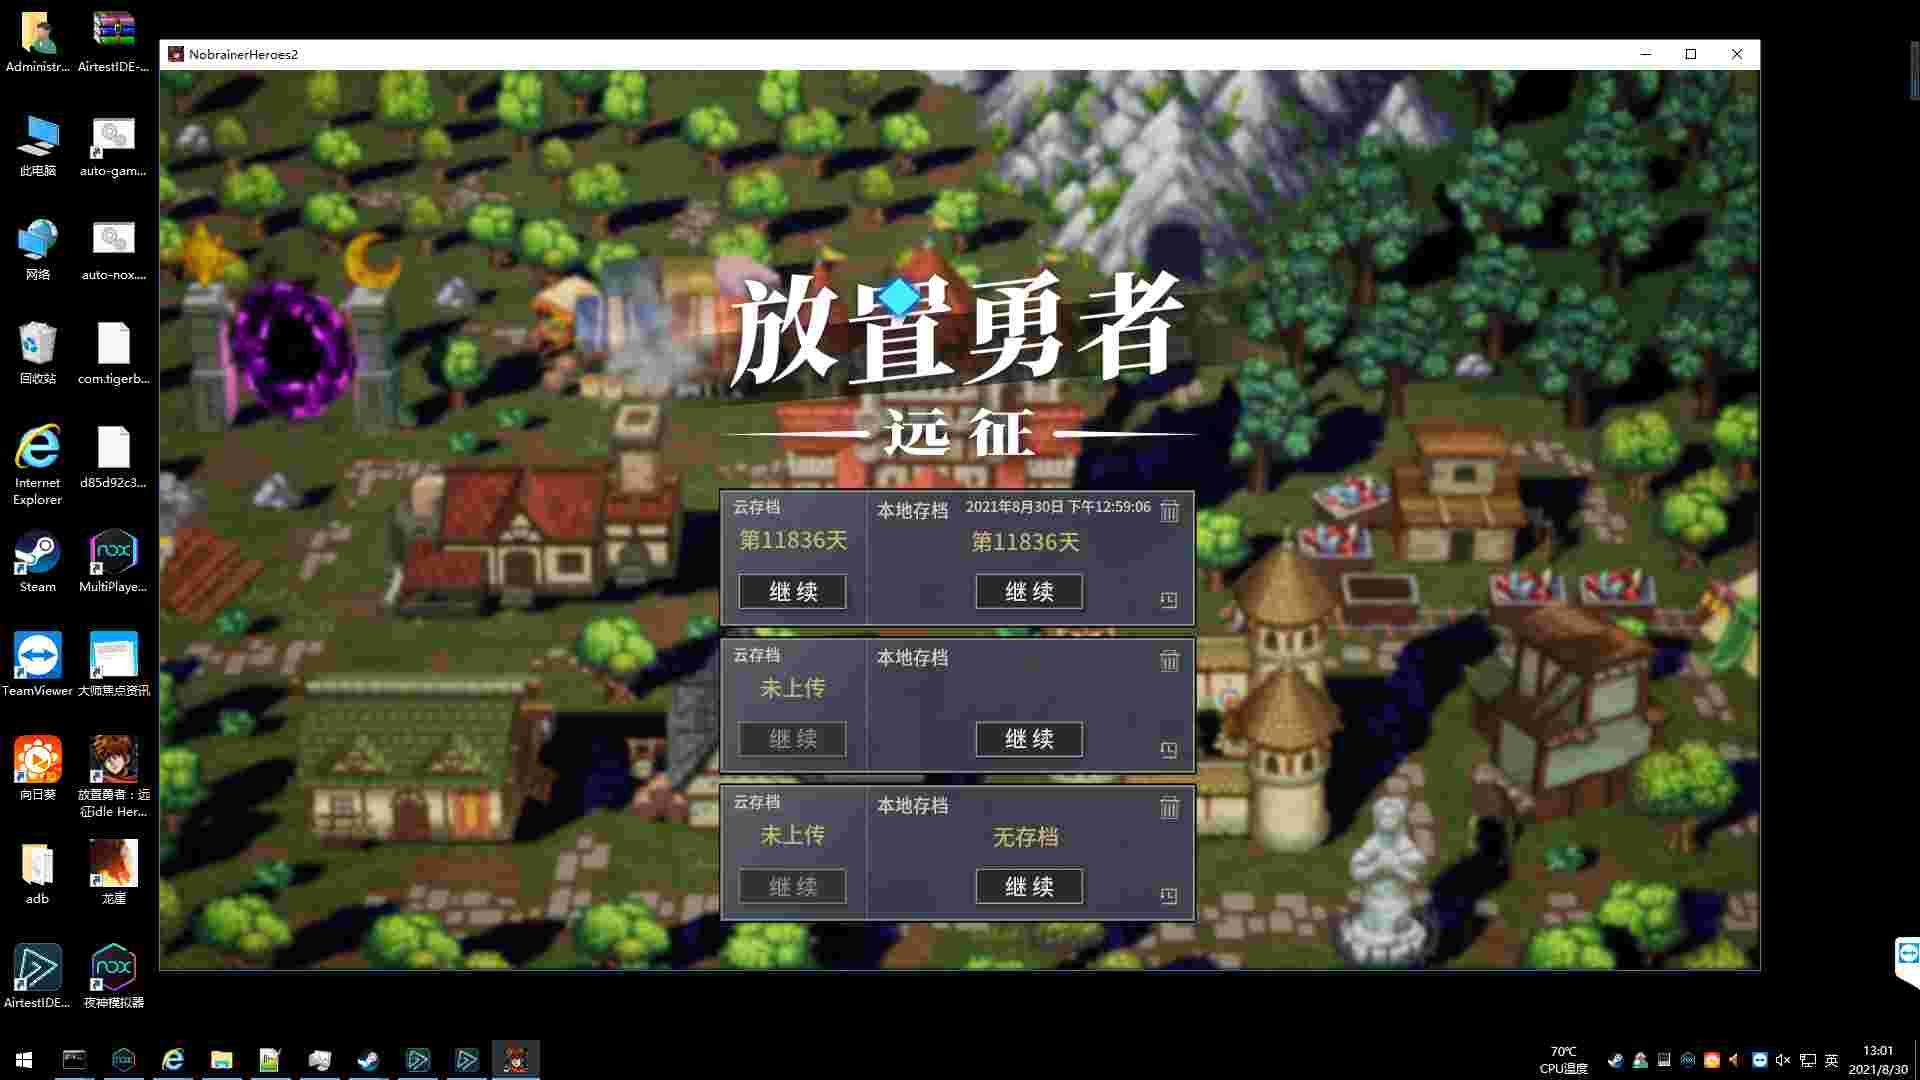 NobrainerHeroes2
Administr...
AirtestIDE-...
此电脑
auto-gam...
网络
auto-nox....
回收站
com.tigerb...
Internet
Explorer
d85d92c3...
Steam
MultiPlaye...
TeamViewer
大师焦点资讯
向日葵
放置勇者：远
征idle Her...
adb
龙崖
AirtestIDE...
夜神模拟器
放置勇者
远征
云存档
本地存档
2021年8月30日 下午12:59:06
第11836天
第11836天
继续
继续
云存档
本地存档
未上传
继续
继续
云存档
本地存档
未上传
无存档
继续
继续
70℃
CPU温度
英
13:01
2021/8/30